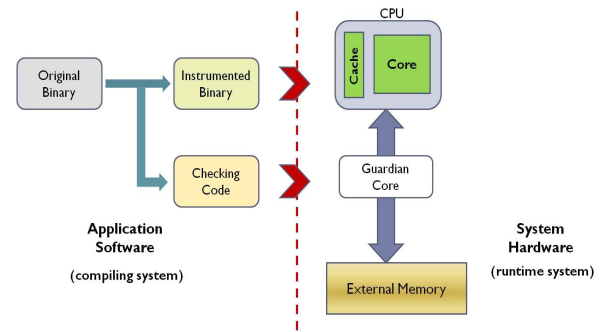 CPU
Original
Binary
Instrumented
Binary
Cache
Core
Checking
Code
Guardian
Core
Application
Software
(compiling system)
System
Hardware
(runtime system)
External Memory